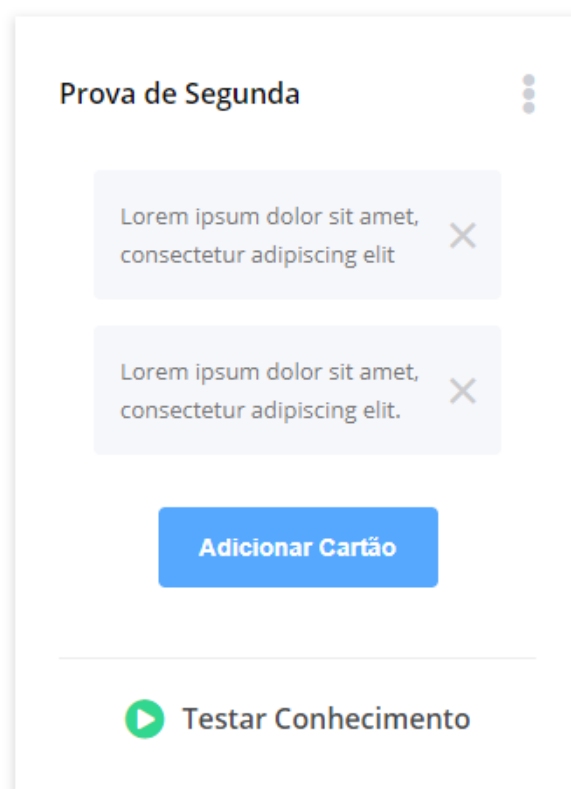 Prova de Segunda
Lorem ipsum dolor sit amet,
consectetur adipiscing elit
Lorem ipsum dolor sit amet,
consectetur adipiscing elit.
Adicionar Cartão
Testar Conhecimento